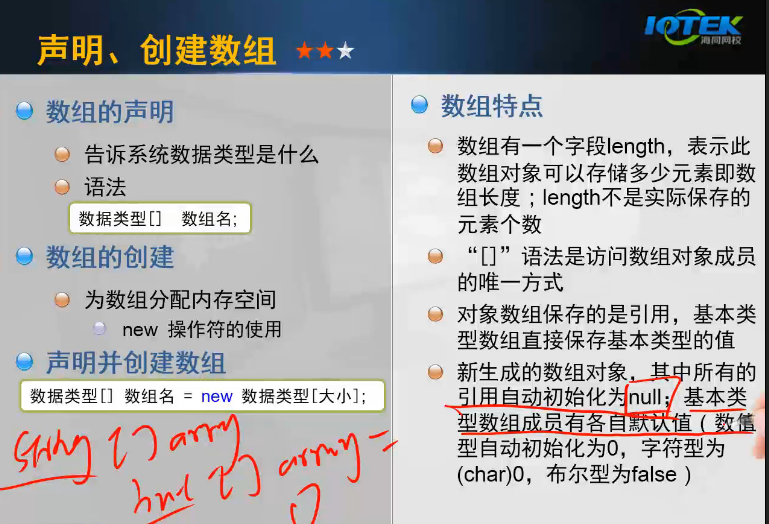 声明、创建数组
IOTEK
海同网校
数组的声明
告诉系统数据类型是什么
语法
数据类型[] 数组名;
数组的创建
为数组分配内存空间
new 操作符的使用
声明并创建数组
数据类型[] 数组名 = new 数据类型[大小];
String [] array
[] array =
数组特点
数组有一个字段length，表示此
数组对象可以存储多少元素即数
组长度；length不是实际保存的
元素个数
“[]”语法是访问数组对象成员
的唯一方式
对象数组保存的是引用，基本类
型数组直接保存基本类型的值
新生成的数组对象，其中所有的
引用自动初始化为null；基本类
型数组成员有各自默认值（数值
型自动初始化为0，字符型为
(char)0，布尔型为false）